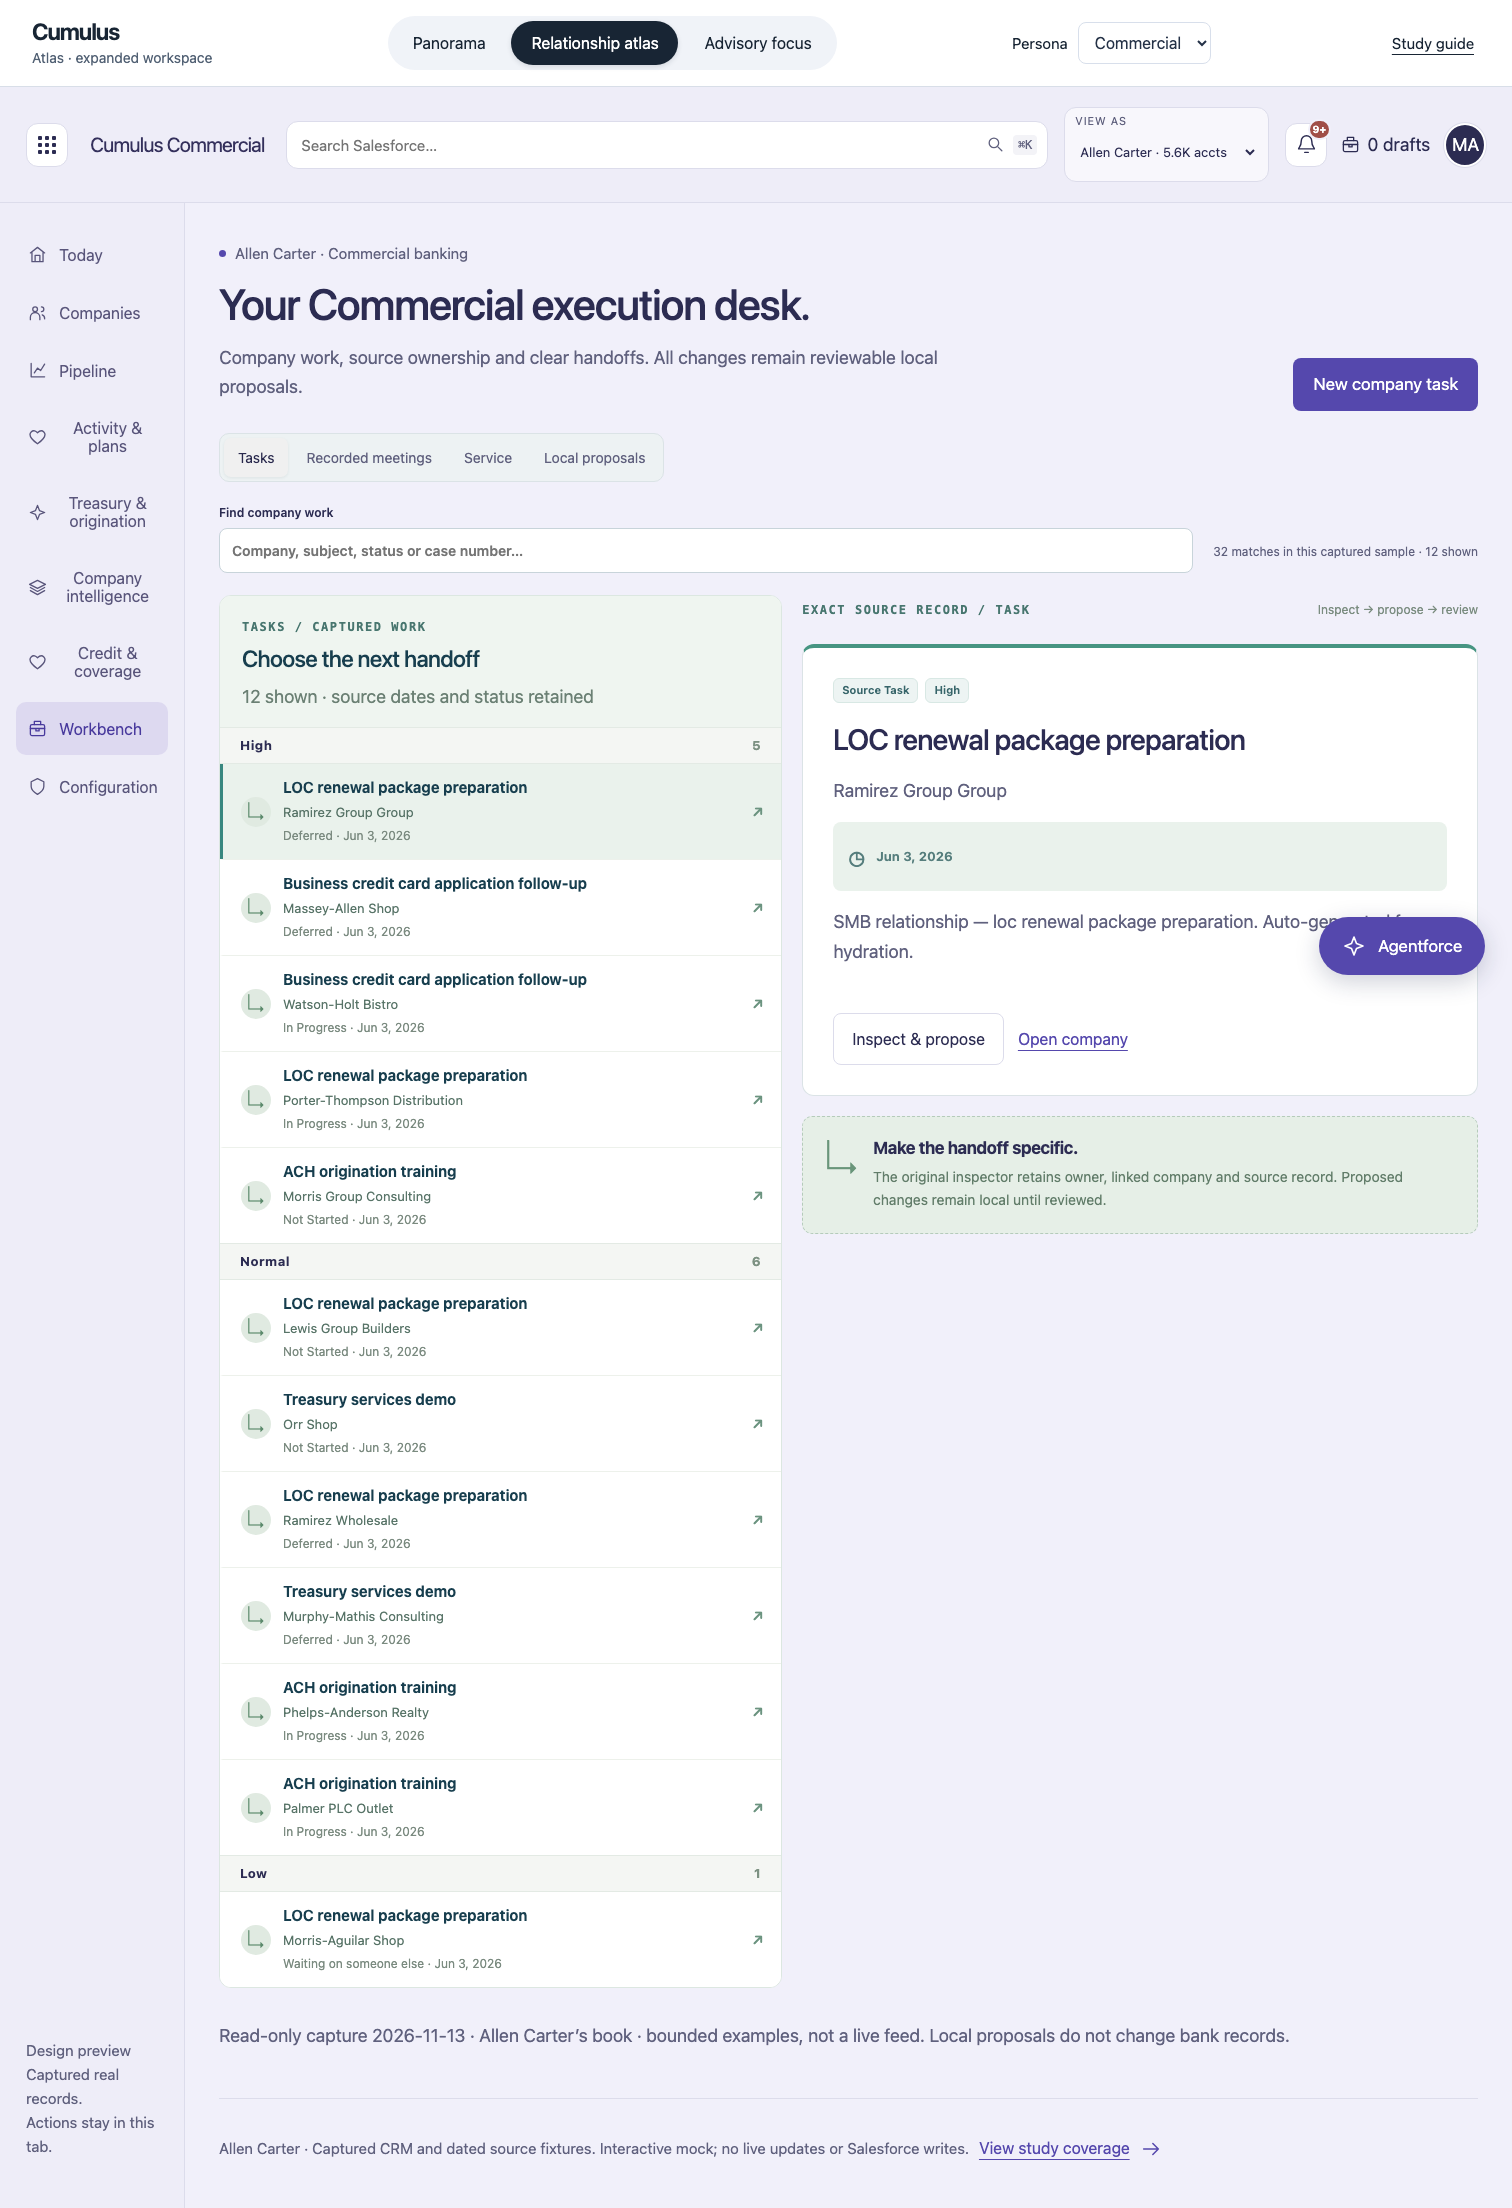 Cumulus
Atlas · expanded workspace
Panorama
Relationship atlas
Advisory focus
Persona
Commercial
Study guide
Cumulus Commercial
Search Salesforce...
⌘K
VIEW AS
Allen Carter · 5.6K accts
9+
0 drafts
MA
Today
Companies
Pipeline
Activity &
plans
Treasury &
origination
Company
intelligence
Credit &
coverage
Workbench
Configuration
Allen Carter · Commercial banking
Your Commercial execution desk.
Company work, source ownership and clear handoffs. All changes remain reviewable local
proposals.
New company task
Tasks
Recorded meetings
Service
Local proposals
Find company work
Company, subject, status or case number...
32 matches in this captured sample · 12 shown
TASKS / CAPTURED WORK
Choose the next handoff
12 shown · source dates and status retained
High 5
LOC renewal package preparation
Ramirez Group Group
Deferred · Jun 3, 2026
Business credit card application follow-up
Massey-Allen Shop
Deferred · Jun 3, 2026
Business credit card application follow-up
Watson-Holt Bistro
In Progress · Jun 3, 2026
LOC renewal package preparation
Porter-Thompson Distribution
In Progress · Jun 3, 2026
ACH origination training
Morris Group Consulting
Not Started · Jun 3, 2026
Normal 6
LOC renewal package preparation
Lewis Group Builders
Not Started · Jun 3, 2026
Treasury services demo
Orr Shop
Not Started · Jun 3, 2026
LOC renewal package preparation
Ramirez Wholesale
Deferred · Jun 3, 2026
Treasury services demo
Murphy-Mathis Consulting
Deferred · Jun 3, 2026
ACH origination training
Phelps-Anderson Realty
In Progress · Jun 3, 2026
ACH origination training
Palmer PLC Outlet
In Progress · Jun 3, 2026
Low 1
LOC renewal package preparation
Morris-Aguilar Shop
Waiting on someone else · Jun 3, 2026
EXACT SOURCE RECORD / TASK
Inspect → propose → review
Source Task
High
LOC renewal package preparation
Ramirez Group Group
Jun 3, 2026
SMB relationship — loc renewal package preparation.
hydration.
Agentforce
Inspect & propose
Open company
Make the handoff specific.
The original inspector retains owner, linked company and source record. Proposed
changes remain local until reviewed.
Read-only capture 2026-11-13 · Allen Carter’s book · bounded examples, not a live feed. Local proposals do not change bank records.
Design preview
Captured real
records.
Actions stay in this
tab.
Allen Carter · Captured CRM and dated source fixtures. Interactive mock; no live updates or Salesforce writes.
View study coverage →